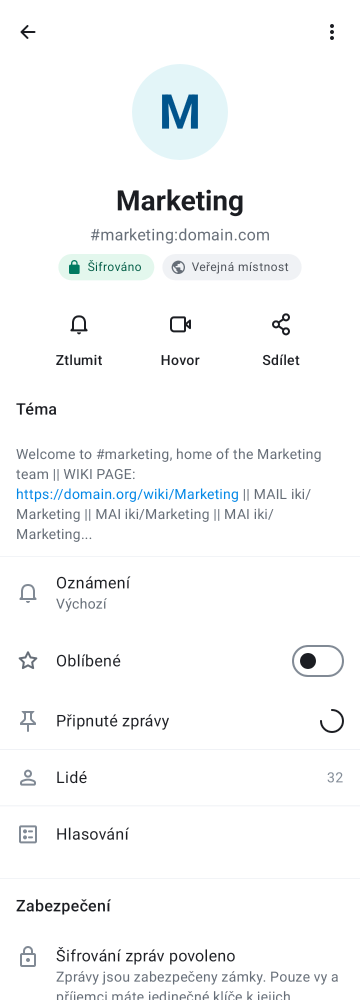 M
Marketing
#marketing:domain.com
Šifrováno
Veřejná místnost
Ztlumit
Hovor
Sdílet
Téma
Welcome to #marketing, home of the Marketing
team || WIKI PAGE:
https://domain.org/wiki/Marketing || MAIL iki/
Marketing || MAI iki/Marketing || MAI iki/
Marketing...
Oznámení
Výchozí
Oblíbené
Připnuté zprávy
Lidé
32
Hlasování
Zabezpečení
Šifrování zpráv povoleno
Zprávy jsou zabezpečeny zámky. Pouze vy a
příjemci máte jedinečné klíče k jejich